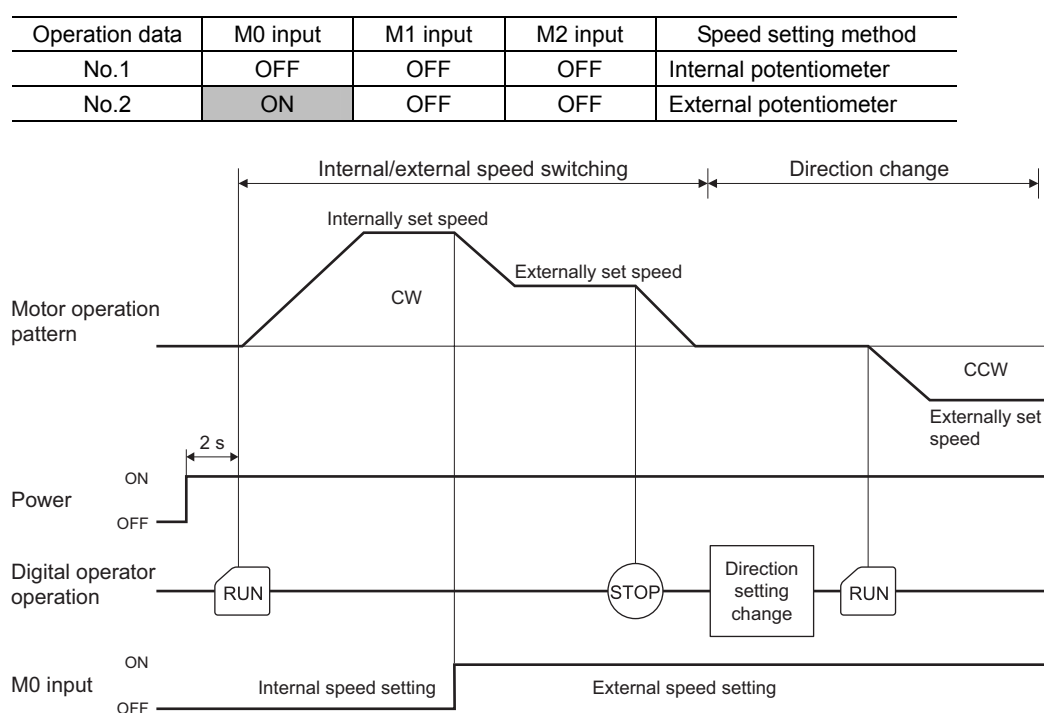 Operation data M0 input M1 input M2 input Speed setting method
No.1 OFF OFF OFF Internal potentiometer
No.2 ON OFF OFF External potentiometer
Internal/external speed switching Direction change
Internally set speed
Externally set speed
CW
Motor operation
pattern
CCW
Externally set
speed
2 s
ON
Power
OFF
Digital operator
operation
RUN
STOP
Direction
setting
change
RUN
ON
M0 input
Internal speed setting External speed setting
OFF